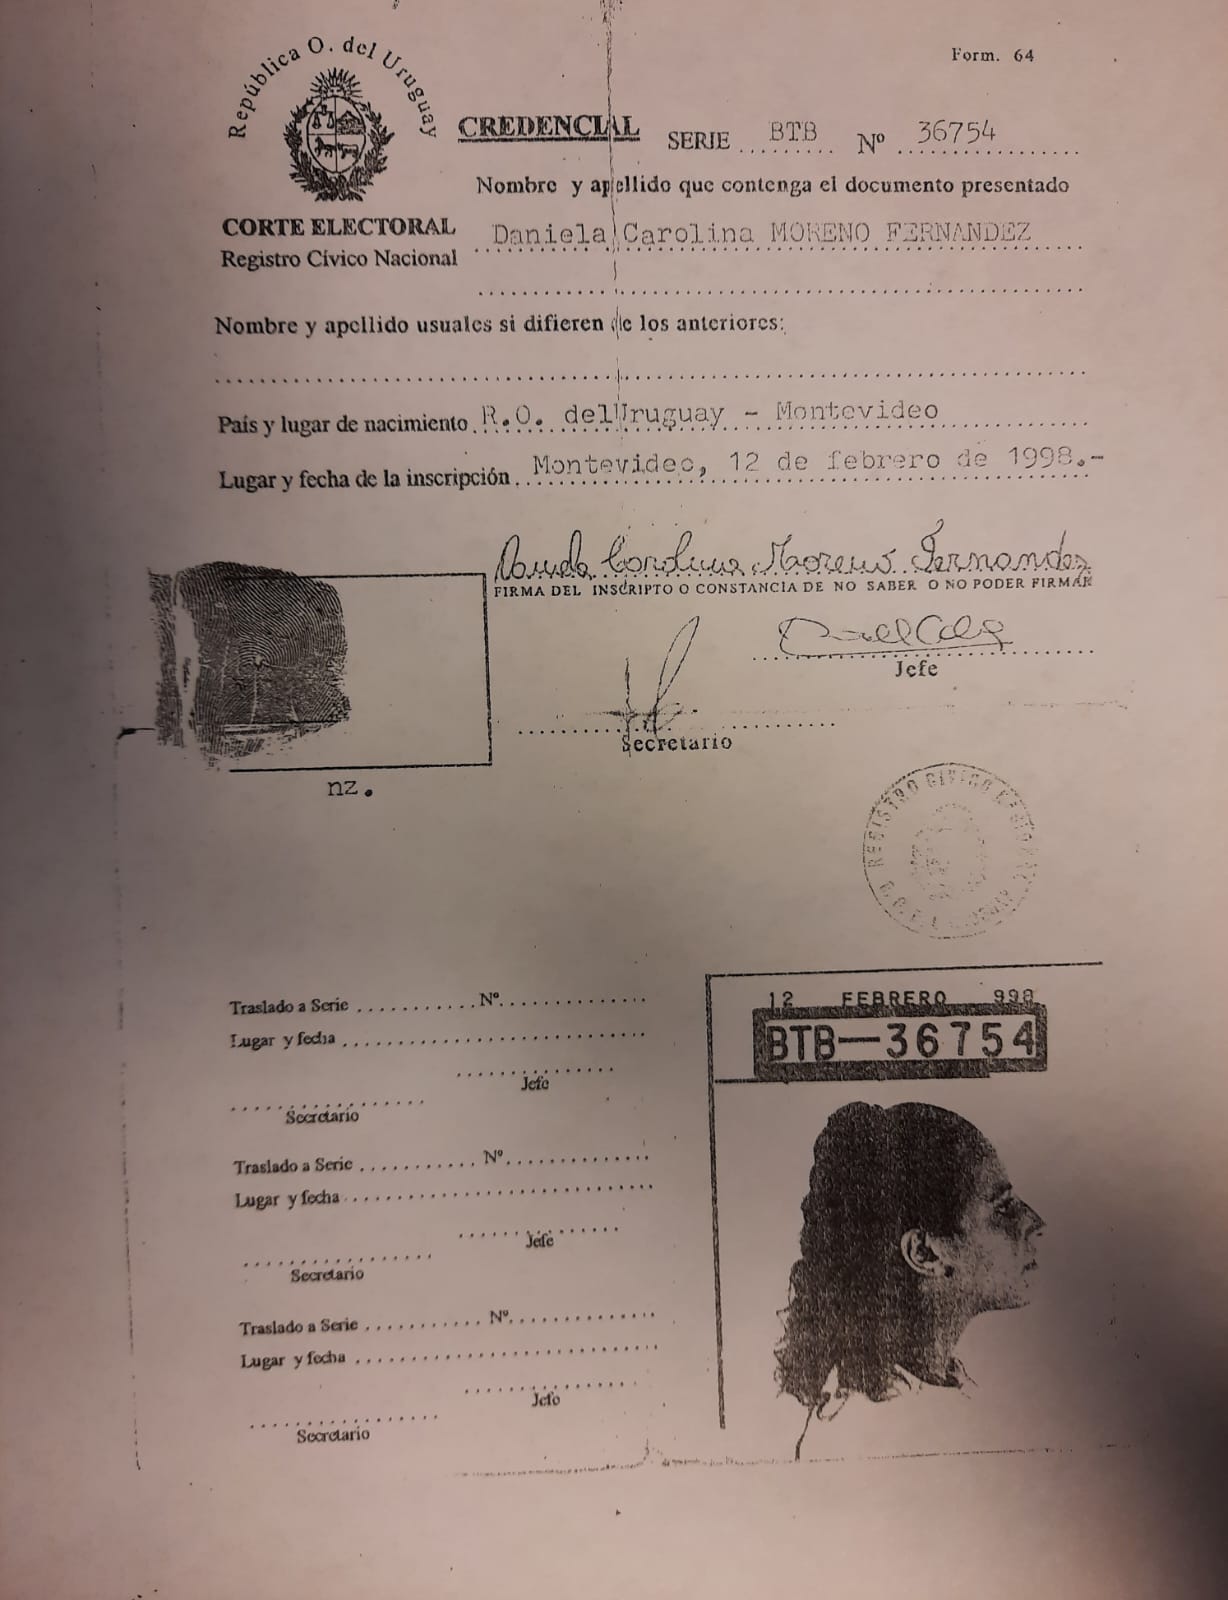 República O. del Uruguay
Form. 64
CREDENCIAL SERIE BTB Nº 36754
Nombre y apellido que contenga el documento presentado
CORTE ELECTORAL
Daniela Carolina MORENO FERNANDEZ
Registro Cívico Nacional
Nombre y apellido usuales si difieren de los anteriores:
País y lugar de nacimiento R.O. del Uruguay - Montevideo
Lugar y fecha de la inscripción Montevideo, 12 de febrero de 1998.-
Carolina Moreno Fernandez
FIRMA DEL INSCRIPTO O CONSTANCIA DE NO SABER O NO PODER FIRMAR
Jefe
Secretario
nz.
REGISTRO CIVICO
Traslado a Serie Nº
Lugar y fecha
Jefe
Secretario
12 FEBRERO 998
BTB—36754
Traslado a Serie Nº
Lugar y fecha
Jefe
Secretario
Traslado a Serie Nº
Lugar y fecha
Jefe
Secretario